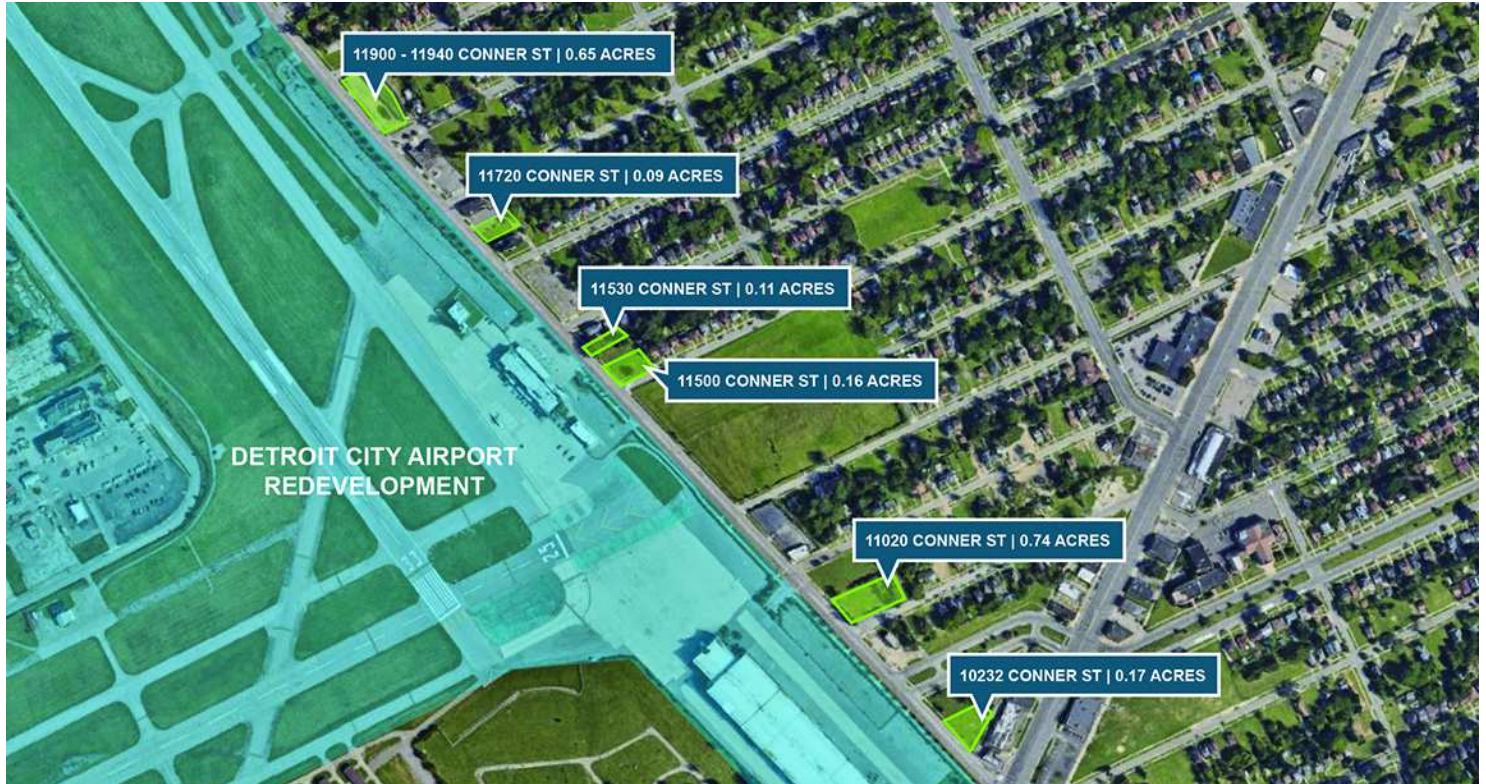 11900 - 11940 CONNER ST | 0.65 ACRES
11720 CONNER ST | 0.09 ACRES
11530 CONNER ST | 0.11 ACRES
11500 CONNER ST | 0.16 ACRES
DETROIT CITY AIRPORT
REDEVELOPMENT
25
11020 CONNER ST | 0.74 ACRES
10232 CONNER ST | 0.17 ACRES